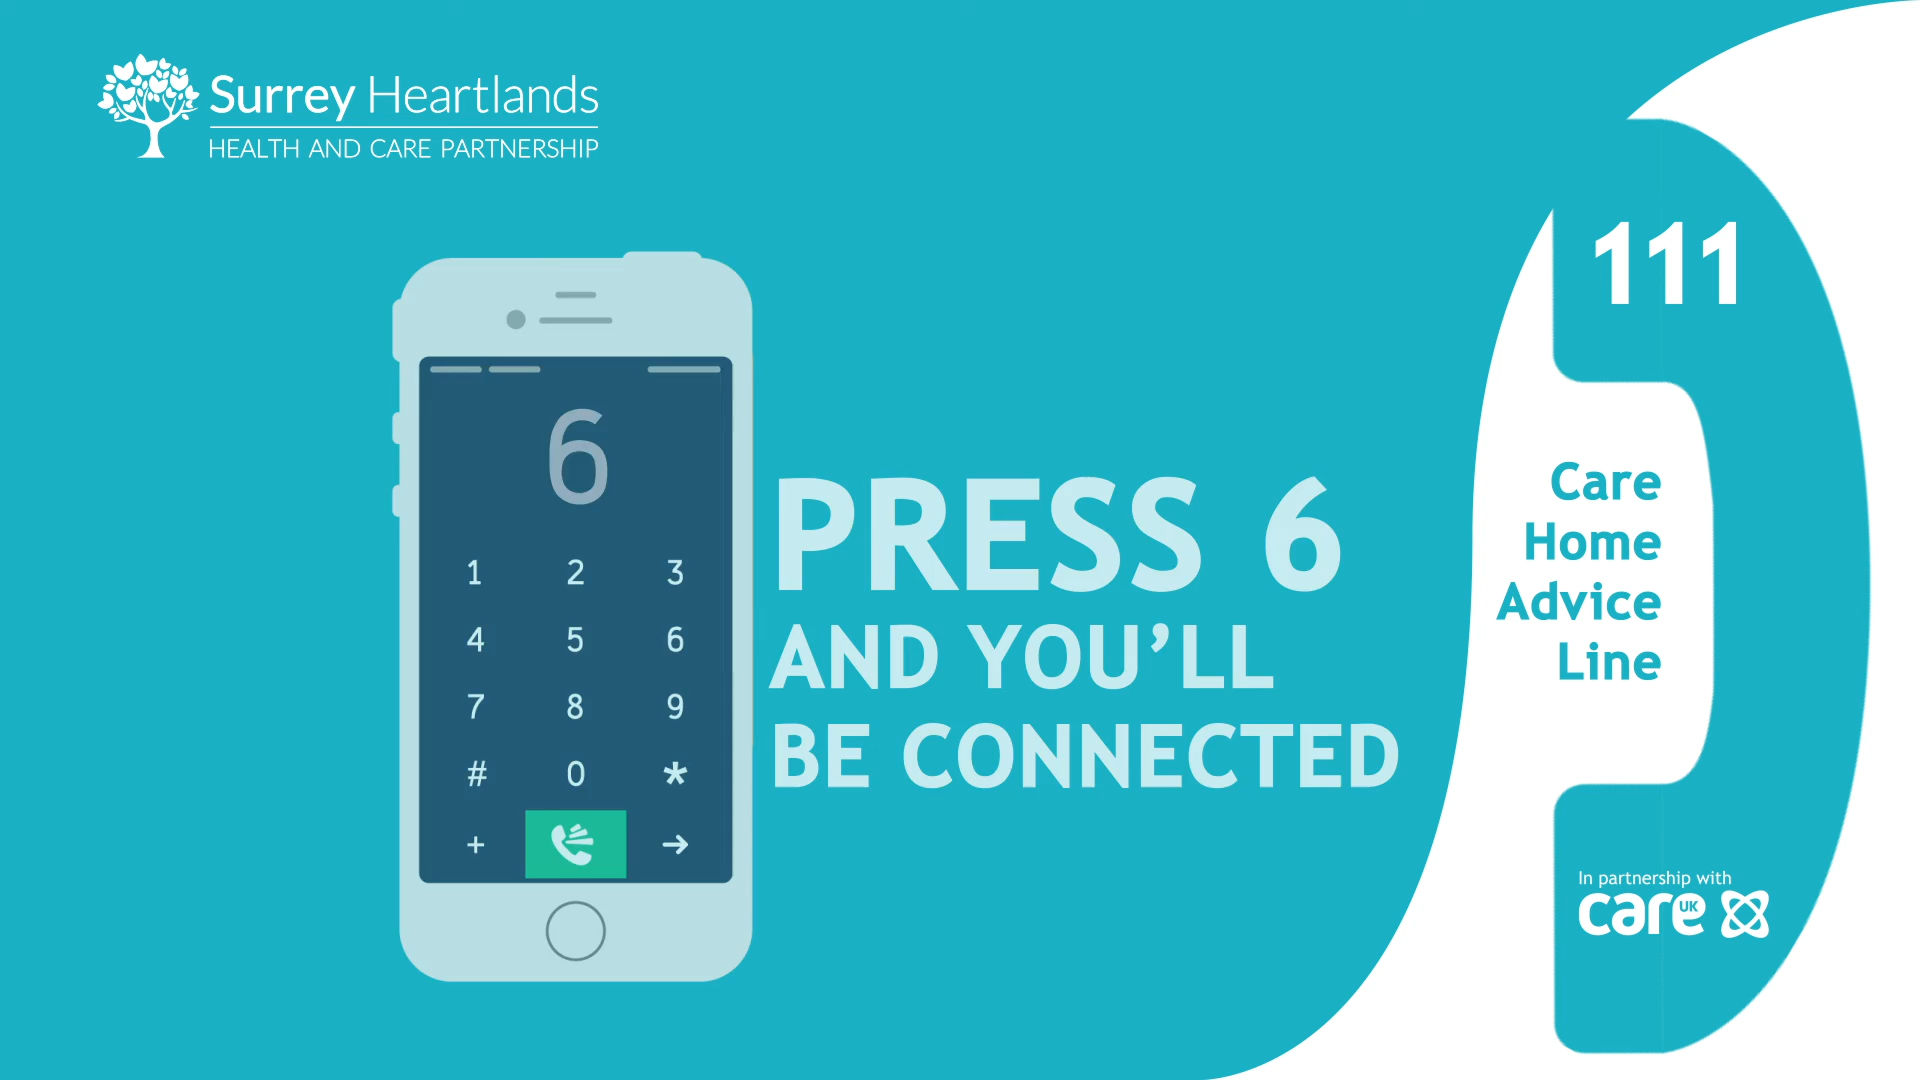 Surrey Heartlands
HEALTH AND CARE PARTNERSHIP
6
1 2 3
4 5 6
7 8 9
# 0 *
+ →
PRESS 6
AND YOU’LL
BE CONNECTED
111
Care
Home
Advice
Line
In partnership with
care UK